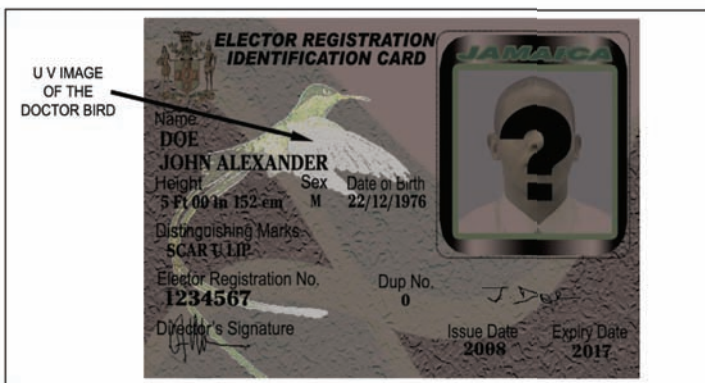 U V IMAGE
OF THE
DOCTOR BIRD
ELECTOR REGISTRATION
IDENTIFICATION CARD
JAMAICA
Name
DOE
JOHN ALEXANDER
Height Sex Date of Birth
5 Ft 00 in 152 cm M 22/12/1976
Distinguishing Marks
SCAR U LIP
Elector Registration No. Dup No.
1234567 0
J. Doe
Director's Signature Issue Date Expiry Date
2008 2017